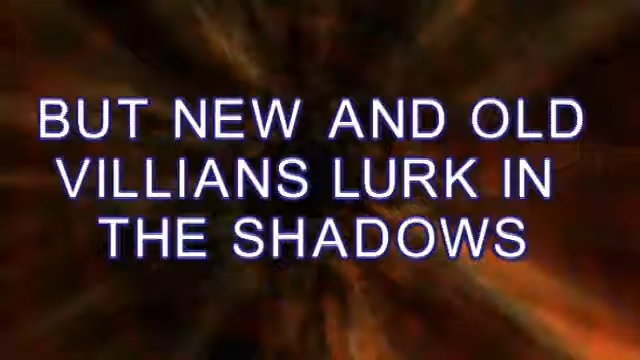 BUT NEW AND OLD
VILLIANS LURK IN
THE SHADOWS